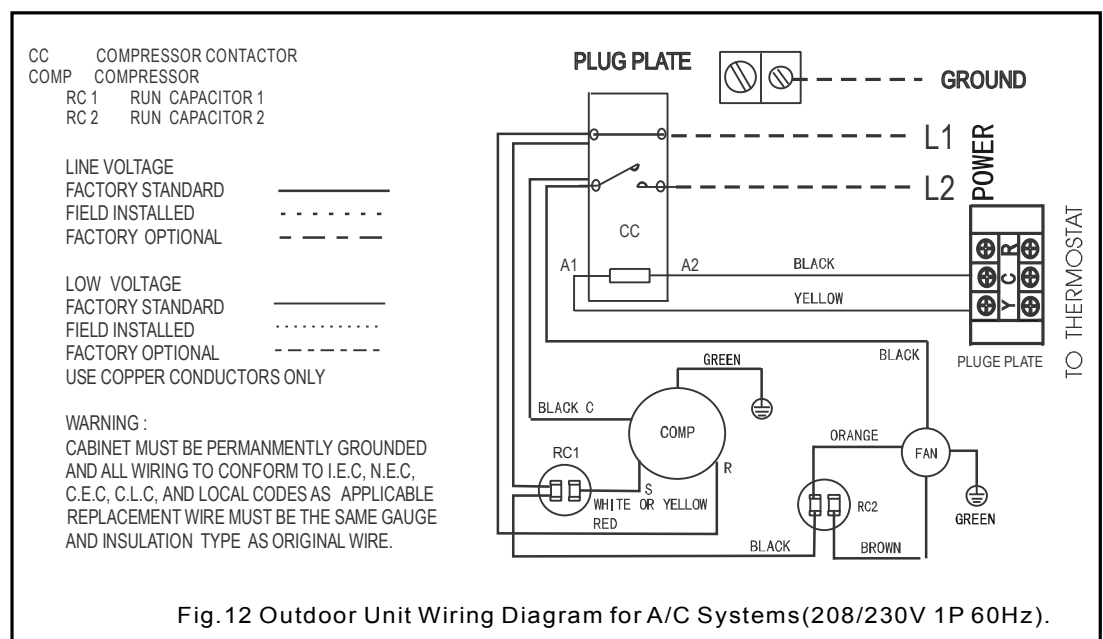 CC COMPRESSOR CONTACTOR
COMP COMPRESSOR
RC 1 RUN CAPACITOR 1
RC 2 RUN CAPACITOR 2
LINE VOLTAGE
FACTORY STANDARD
FIELD INSTALLED
FACTORY OPTIONAL
LOW VOLTAGE
FACTORY STANDARD
FIELD INSTALLED
FACTORY OPTIONAL
USE COPPER CONDUCTORS ONLY
WARNING :
CABINET MUST BE PERMANMENTLY GROUNDED
AND ALL WIRING TO CONFORM TO I.E.C, N.E.C,
C.E.C, C.L.C, AND LOCAL CODES AS APPLICABLE
REPLACEMENT WIRE MUST BE THE SAME GAUGE
AND INSULATION TYPE AS ORIGINAL WIRE.
PLUG PLATE
GROUND
L1
L2
POWER
CC
A1
A2
BLACK
YELLOW
R
C
Y
TO THERMOSTAT
PLUGE PLATE
BLACK
GREEN
BLACK C
COMP
RC1
S
R
WHITE OR YELLOW
RED
ORANGE
FAN
RC2
GREEN
BLACK
BROWN
Fig.12 Outdoor Unit Wiring Diagram for A/C Systems(208/230V 1P 60Hz).